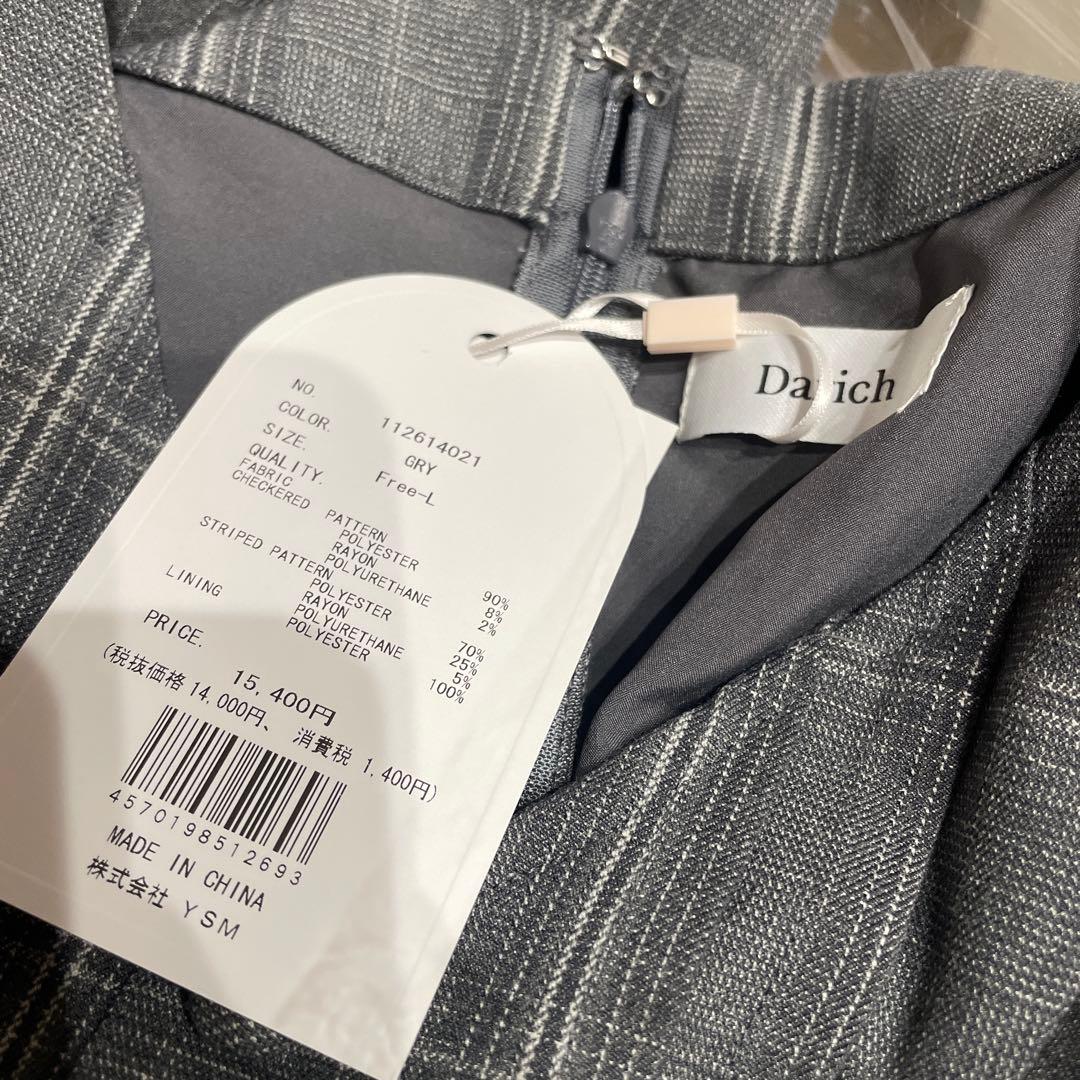 Darich
NO. 112614021
COLOR. GRY
SIZE. Free-L
QUALITY.
FABRIC
CHECKERED PATTERN
POLYESTER 90%
RAYON 8%
POLYURETHANE 2%
STRIPED PATTERN
POLYESTER 70%
RAYON 25%
POLYURETHANE 5%
LINING POLYESTER 100%
PRICE. 15,400円
(税抜価格 14,000円、消費税 1,400円)
4570198512693
MADE IN CHINA
株式会社 YSM